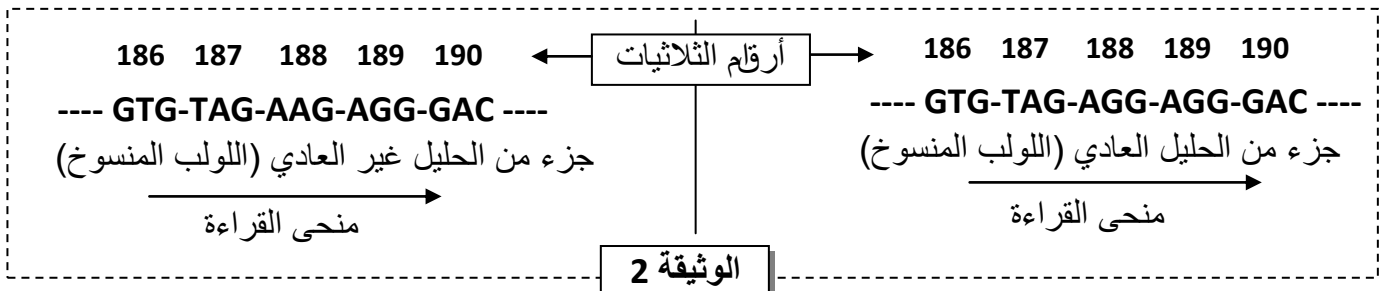 أرقام الثلاثيات
186 187 188 189 190
---- GTG-TAG-AGG-AGG-GAC ----
جزء من الحليل العادي (اللولب المنسوخ)
منحى القراءة
186 187 188 189 190
---- GTG-TAG-AAG-AGG-GAC ----
جزء من الحليل غير العادي (اللولب المنسوخ)
منحى القراءة
الوثيقة 2